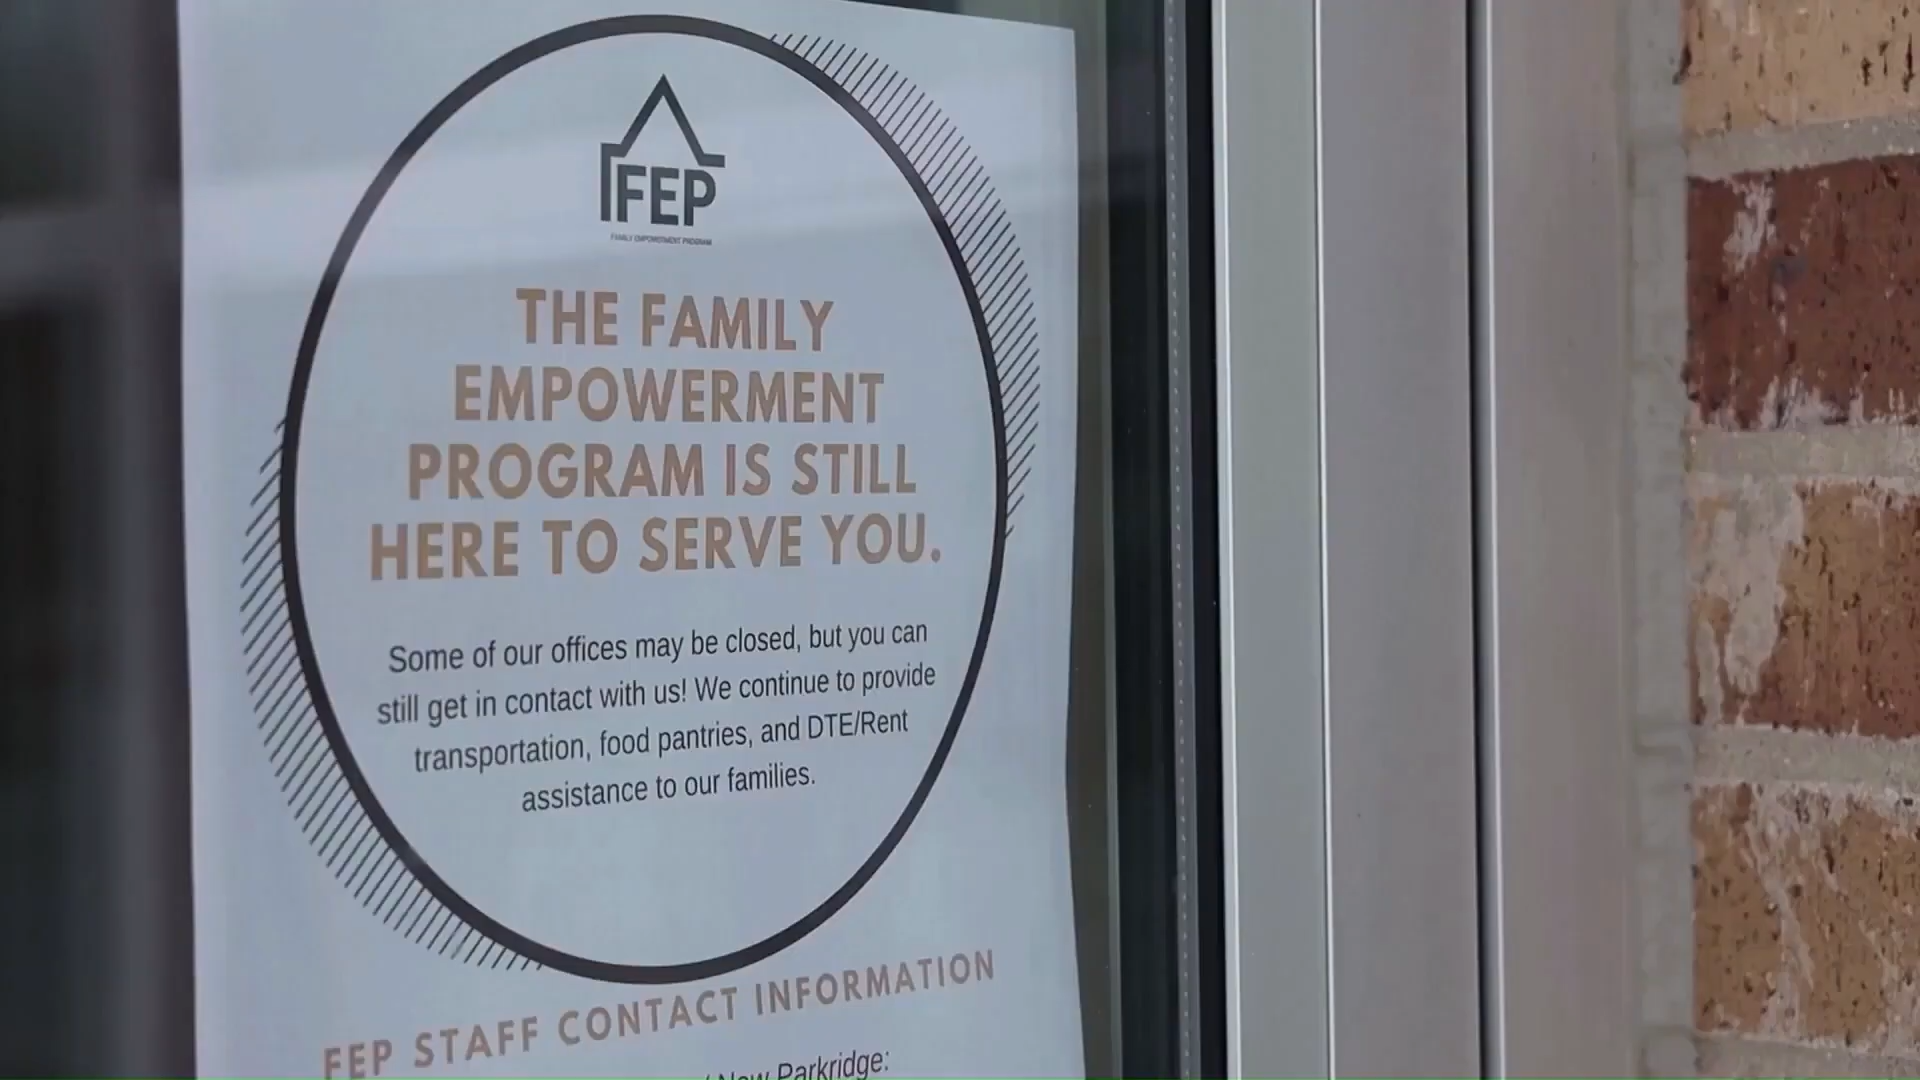 FEP
FAMILY EMPOWERMENT PROGRAM
THE FAMILY
EMPOWERMENT
PROGRAM IS STILL
HERE TO SERVE YOU.
Some of our offices may be closed, but you can
still get in contact with us! We continue to provide
transportation, food pantries, and DTE/Rent
assistance to our families.
FEP STAFF CONTACT INFORMATION
New Parkridge: